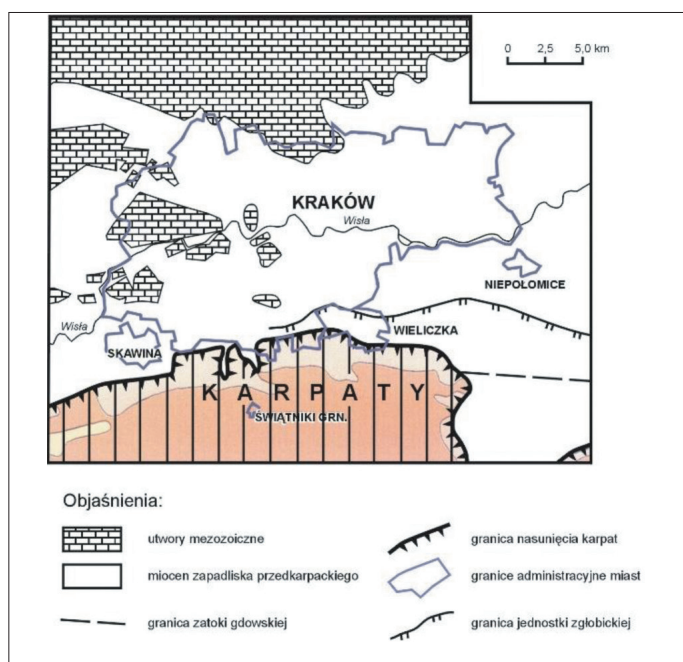 0 2,5 5,0 km
KRAKÓW
Wisła
NIEPOŁOMICE
Wisła
WIELICZKA
SKAWINA
KARPATY
ŚWIĄTNIKI GRN.
Objaśnienia:
utwory mezozoiczne
granica nasunięcia karpat
miocen zapadliska przedkarpackiego
granice administracyjne miast
granica zatoki gdowskiej
granica jednostki zgłobickiej